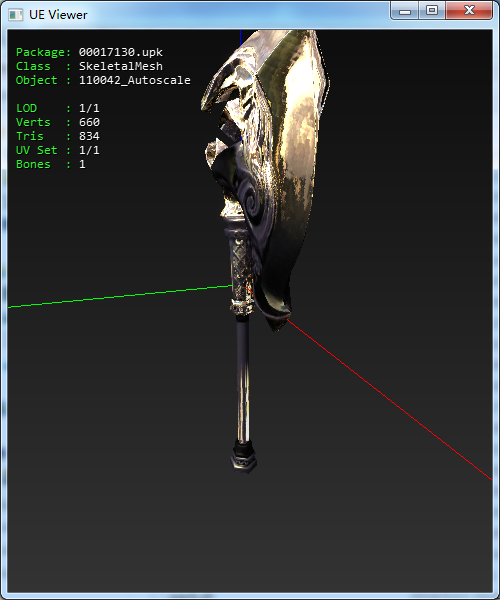 UE Viewer
Package: 00017130.upk
Class  : SkeletalMesh
Object : 110042_Autoscale
LOD    : 1/1
Verts  : 660
Tris   : 834
UV Set : 1/1
Bones  : 1